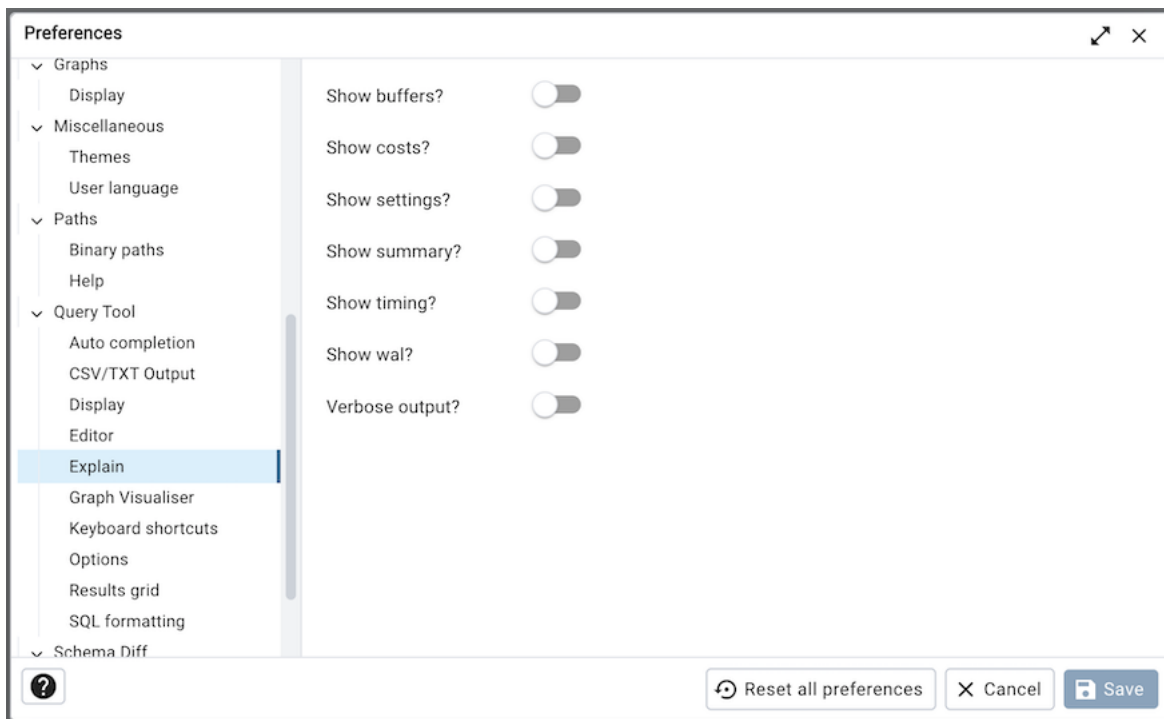 Preferences
Graphs
Display
Miscellaneous
Themes
User language
Paths
Binary paths
Help
Query Tool
Auto completion
CSV/TXT Output
Display
Editor
Explain
Graph Visualiser
Keyboard shortcuts
Options
Results grid
SQL formatting
Schema Diff
Show buffers?
Show costs?
Show settings?
Show summary?
Show timing?
Show wal?
Verbose output?
?
Reset all preferences
Cancel
Save